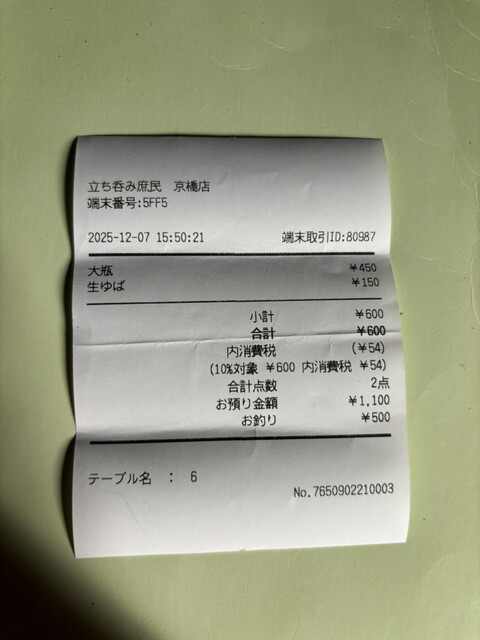 立ち呑み庶民　京橋店
端末番号:5FF5
2025-12-07 15:50:21 端末取引ID:80987
大瓶 ¥450
生ゆば ¥150
小計 ¥600
合計 ¥600
内消費税 (¥54)
(10%対象 ¥600 内消費税 ¥54)
合計点数 2点
お預り金額 ¥1,100
お釣り ¥500
テーブル名 : 6
No.7650902210003